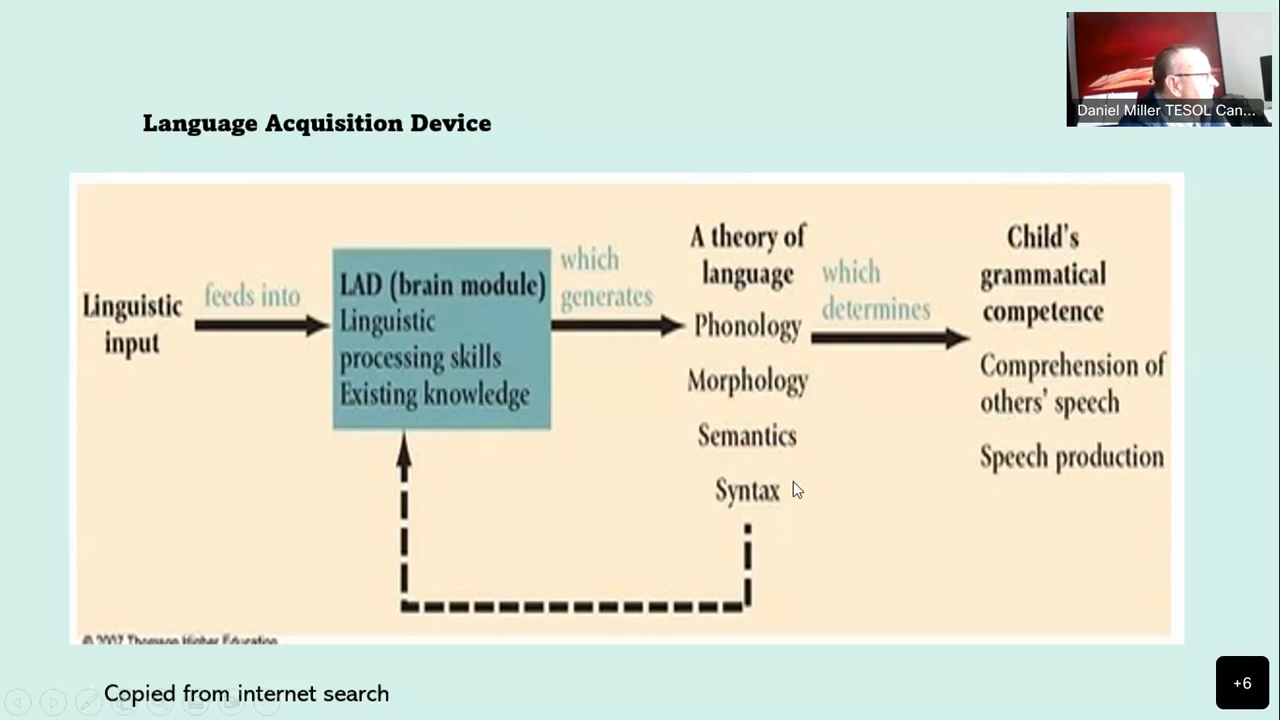 Daniel Miller TESOL Can...
Language Acquisition Device
Linguistic
input
feeds into
LAD (brain module)
Linguistic
processing skills
Existing knowledge
which
generates
A theory of
language
Phonology
Morphology
Semantics
Syntax
which
determines
Child's
grammatical
competence
Comprehension of
others' speech
Speech production
© 2007 Thomson Higher Education
Copied from internet search
+6